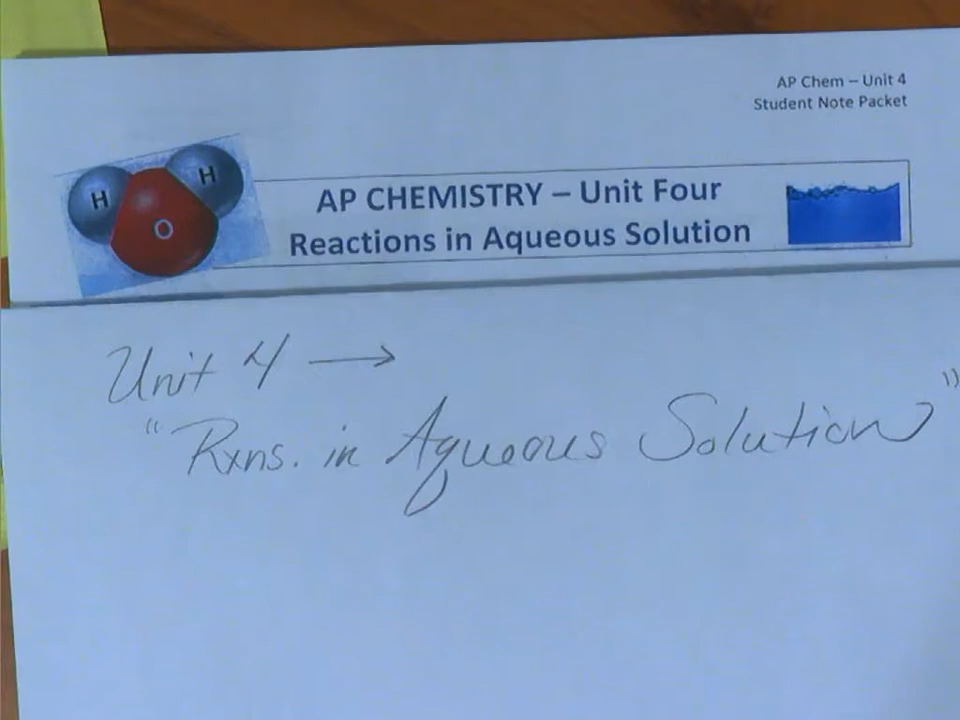 AP Chem – Unit 4
Student Note Packet
H
H
O
AP CHEMISTRY – Unit Four
Reactions in Aqueous Solution
Unit 4 →
"Rxns. in Aqueous Solution"